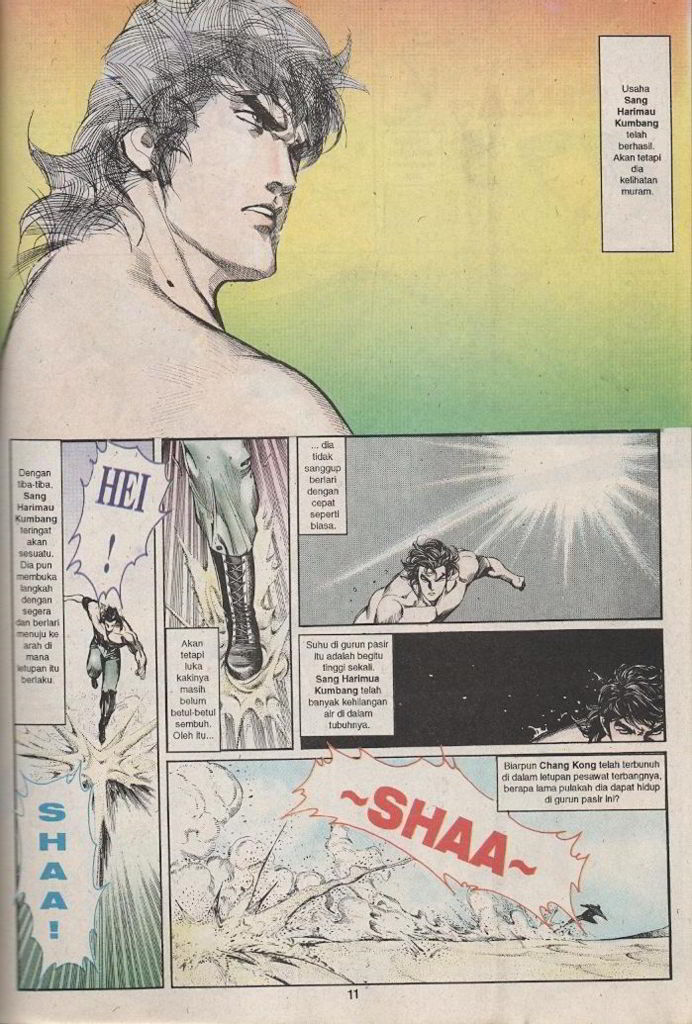 Usaha
Sang
Harimau
Kumbang
telah
berhasil.
Akan tetapi
dia
kelihatan
muram.
Dengan
tiba-tiba,
Sang
Harimau
Kumbang
teringat
akan
sesuatu.
Dia pun
membuka
langkah
dengan
segera
dan berlari
menuju ke
arah di
mana
letupan itu
berlaku.
HEI
!
SHAA!
Akan
tetapi
luka
kakinya
masih
belum
betul-betul
sembuh.
Oleh itu...
... dia
tidak
sanggup
berlari
dengan
cepat
seperti
biasa.
Suhu di gurun pasir
itu adalah begitu
tinggi sekali.
Sang Harimua
Kumbang telah
banyak kehilangan
air di dalam
tubuhnya.
Biarpun Chang Kong telah terbunuh
di dalam letupan pesawat terbangnya,
berapa lama pulakah dia dapat hidup
di gurun pasir ini?
~SHAA~
11